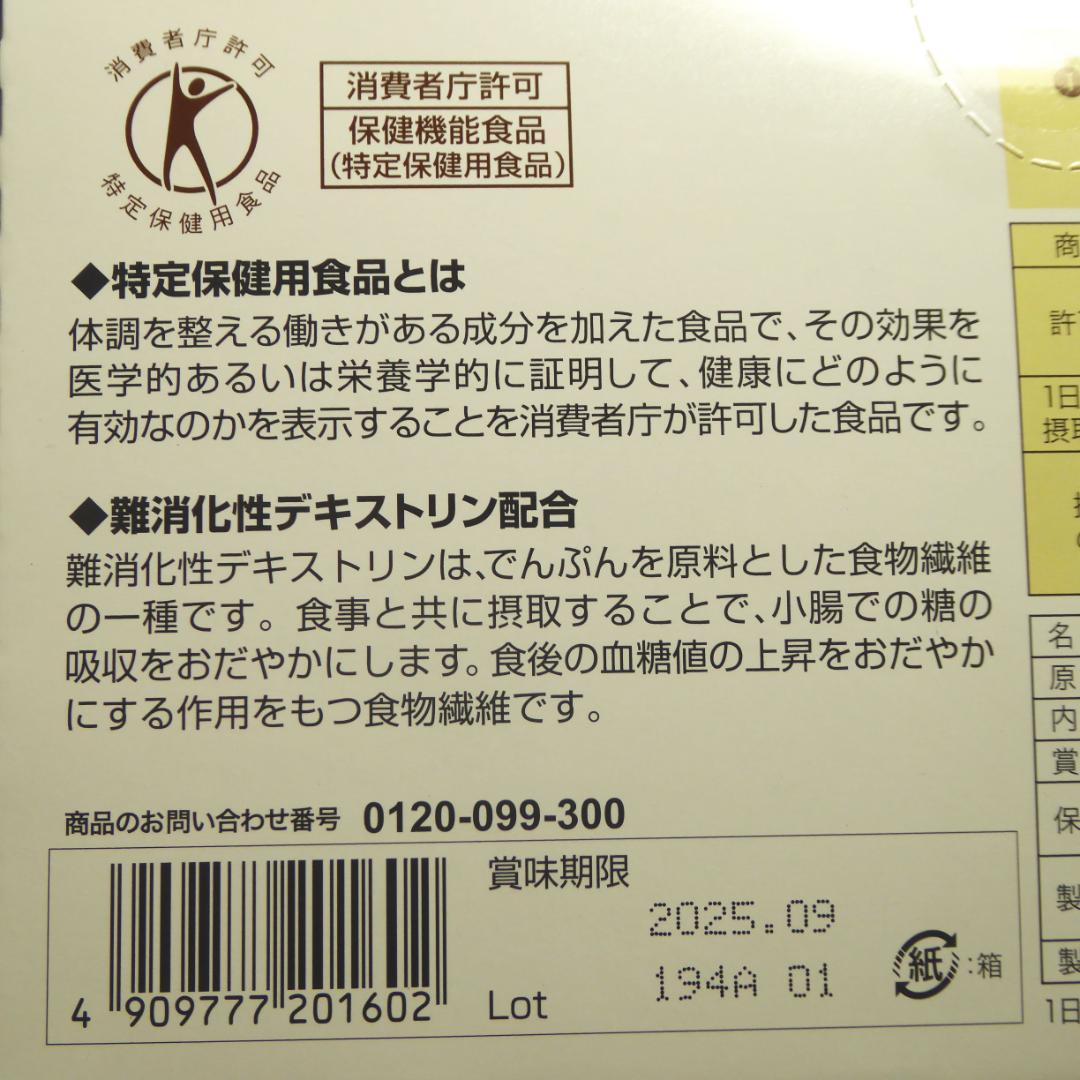 消費者庁許可
特定保健用食品
消費者庁許可
保健機能食品
(特定保健用食品)
◆特定保健用食品とは
体調を整える働きがある成分を加えた食品で、その効果を
医学的あるいは栄養学的に証明して、健康にどのように
有効なのかを表示することを消費者庁が許可した食品です。
◆難消化性デキストリン配合
難消化性デキストリンは、でんぷんを原料とした食物繊維
の一種です。食事と共に摂取することで、小腸での糖の
吸収をおだやかにします。食後の血糖値の上昇をおだやか
にする作用をもつ食物繊維です。
商品のお問い合わせ番号 0120-099-300
賞味期限
2025.09
194A 01
Lot
4 909777 201602
紙:箱
商
許
1日
摂
名
原
内
賞
保
製
製
1日